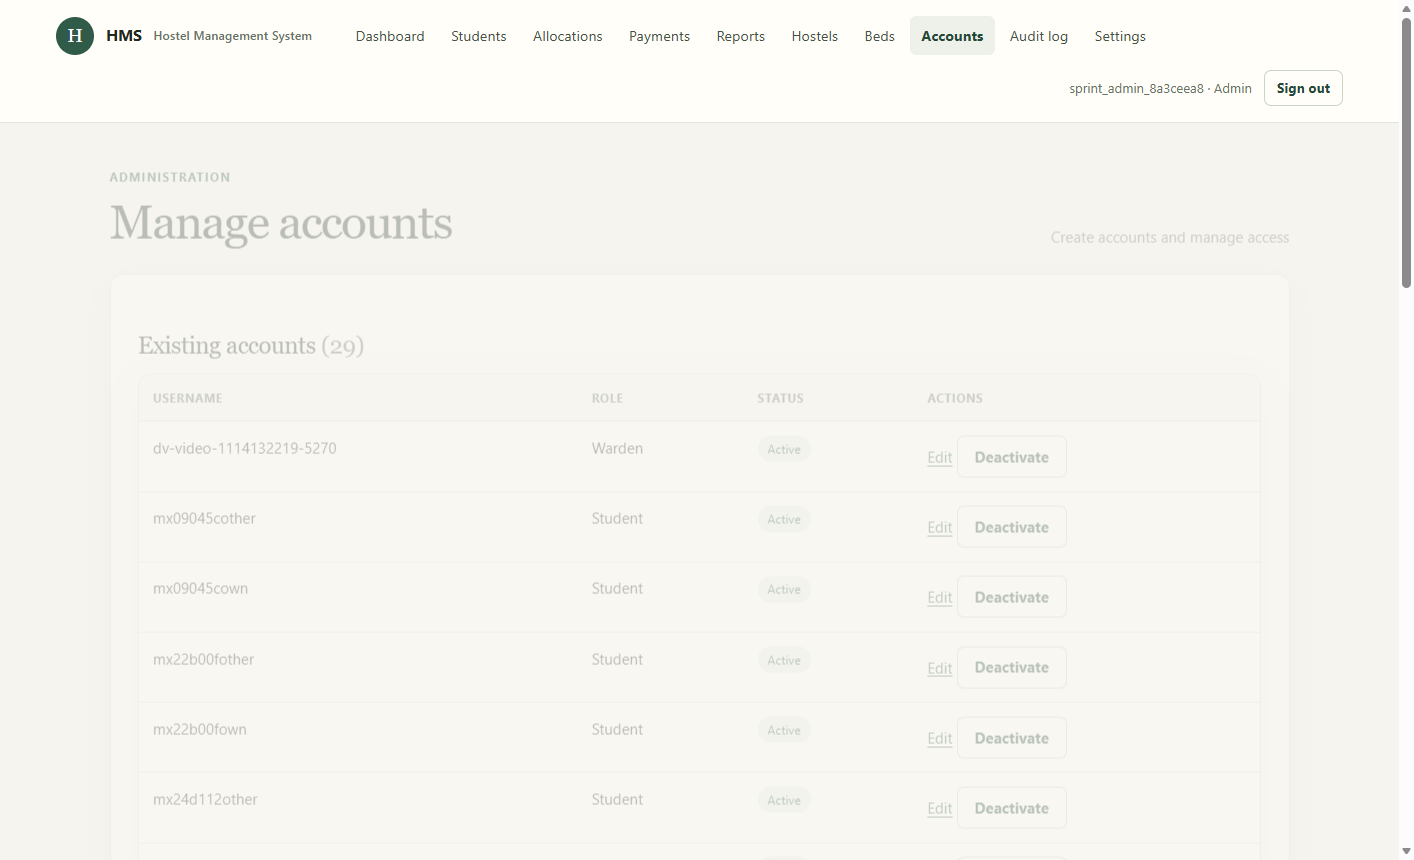 H HMS Hostel Management System Dashboard Students Allocations Payments Reports Hostels Beds Accounts Audit log Settings
sprint_admin_8a3ceea8 · Admin Sign out
ADMINISTRATION
Manage accounts
Create accounts and manage access
Existing accounts (29)
USERNAME ROLE STATUS ACTIONS
dv-video-1114132219-5270 Warden Active Edit Deactivate
mx09045cother Student Active Edit Deactivate
mx09045cown Student Active Edit Deactivate
mx22b00fother Student Active Edit Deactivate
mx22b00fown Student Active Edit Deactivate
mx24d112other Student Active Edit Deactivate